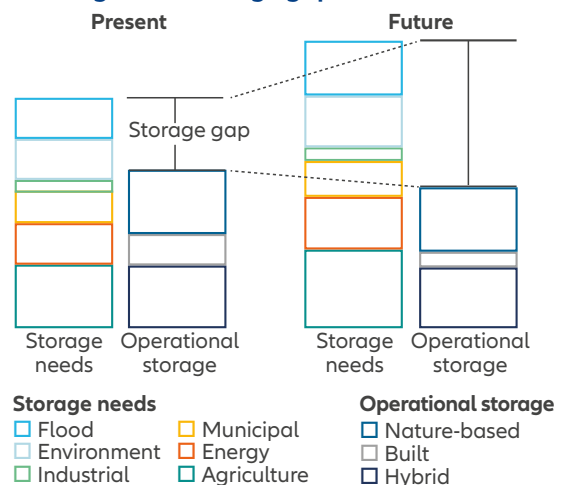 Present
Future
Storage gap
Storage needs
Operational storage
Storage needs
Operational storage
Storage needs
Flood
Environment
Industrial
Municipal
Energy
Agriculture
Operational storage
Nature-based
Built
Hybrid